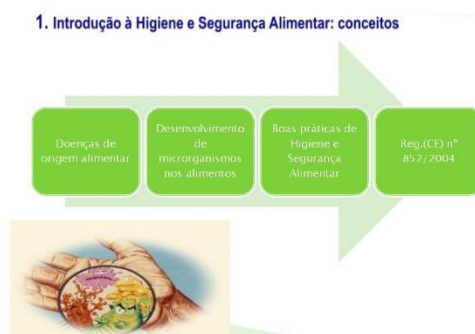 1. Introdução à Higiene e Segurança Alimentar: conceitos
Doenças de
origem alimentar
Desenvolvimento
de
microrganismos
nos alimentos
Boas práticas de
Higiene e
Segurança
Alimentar
Reg.(CE) nº
852/2004